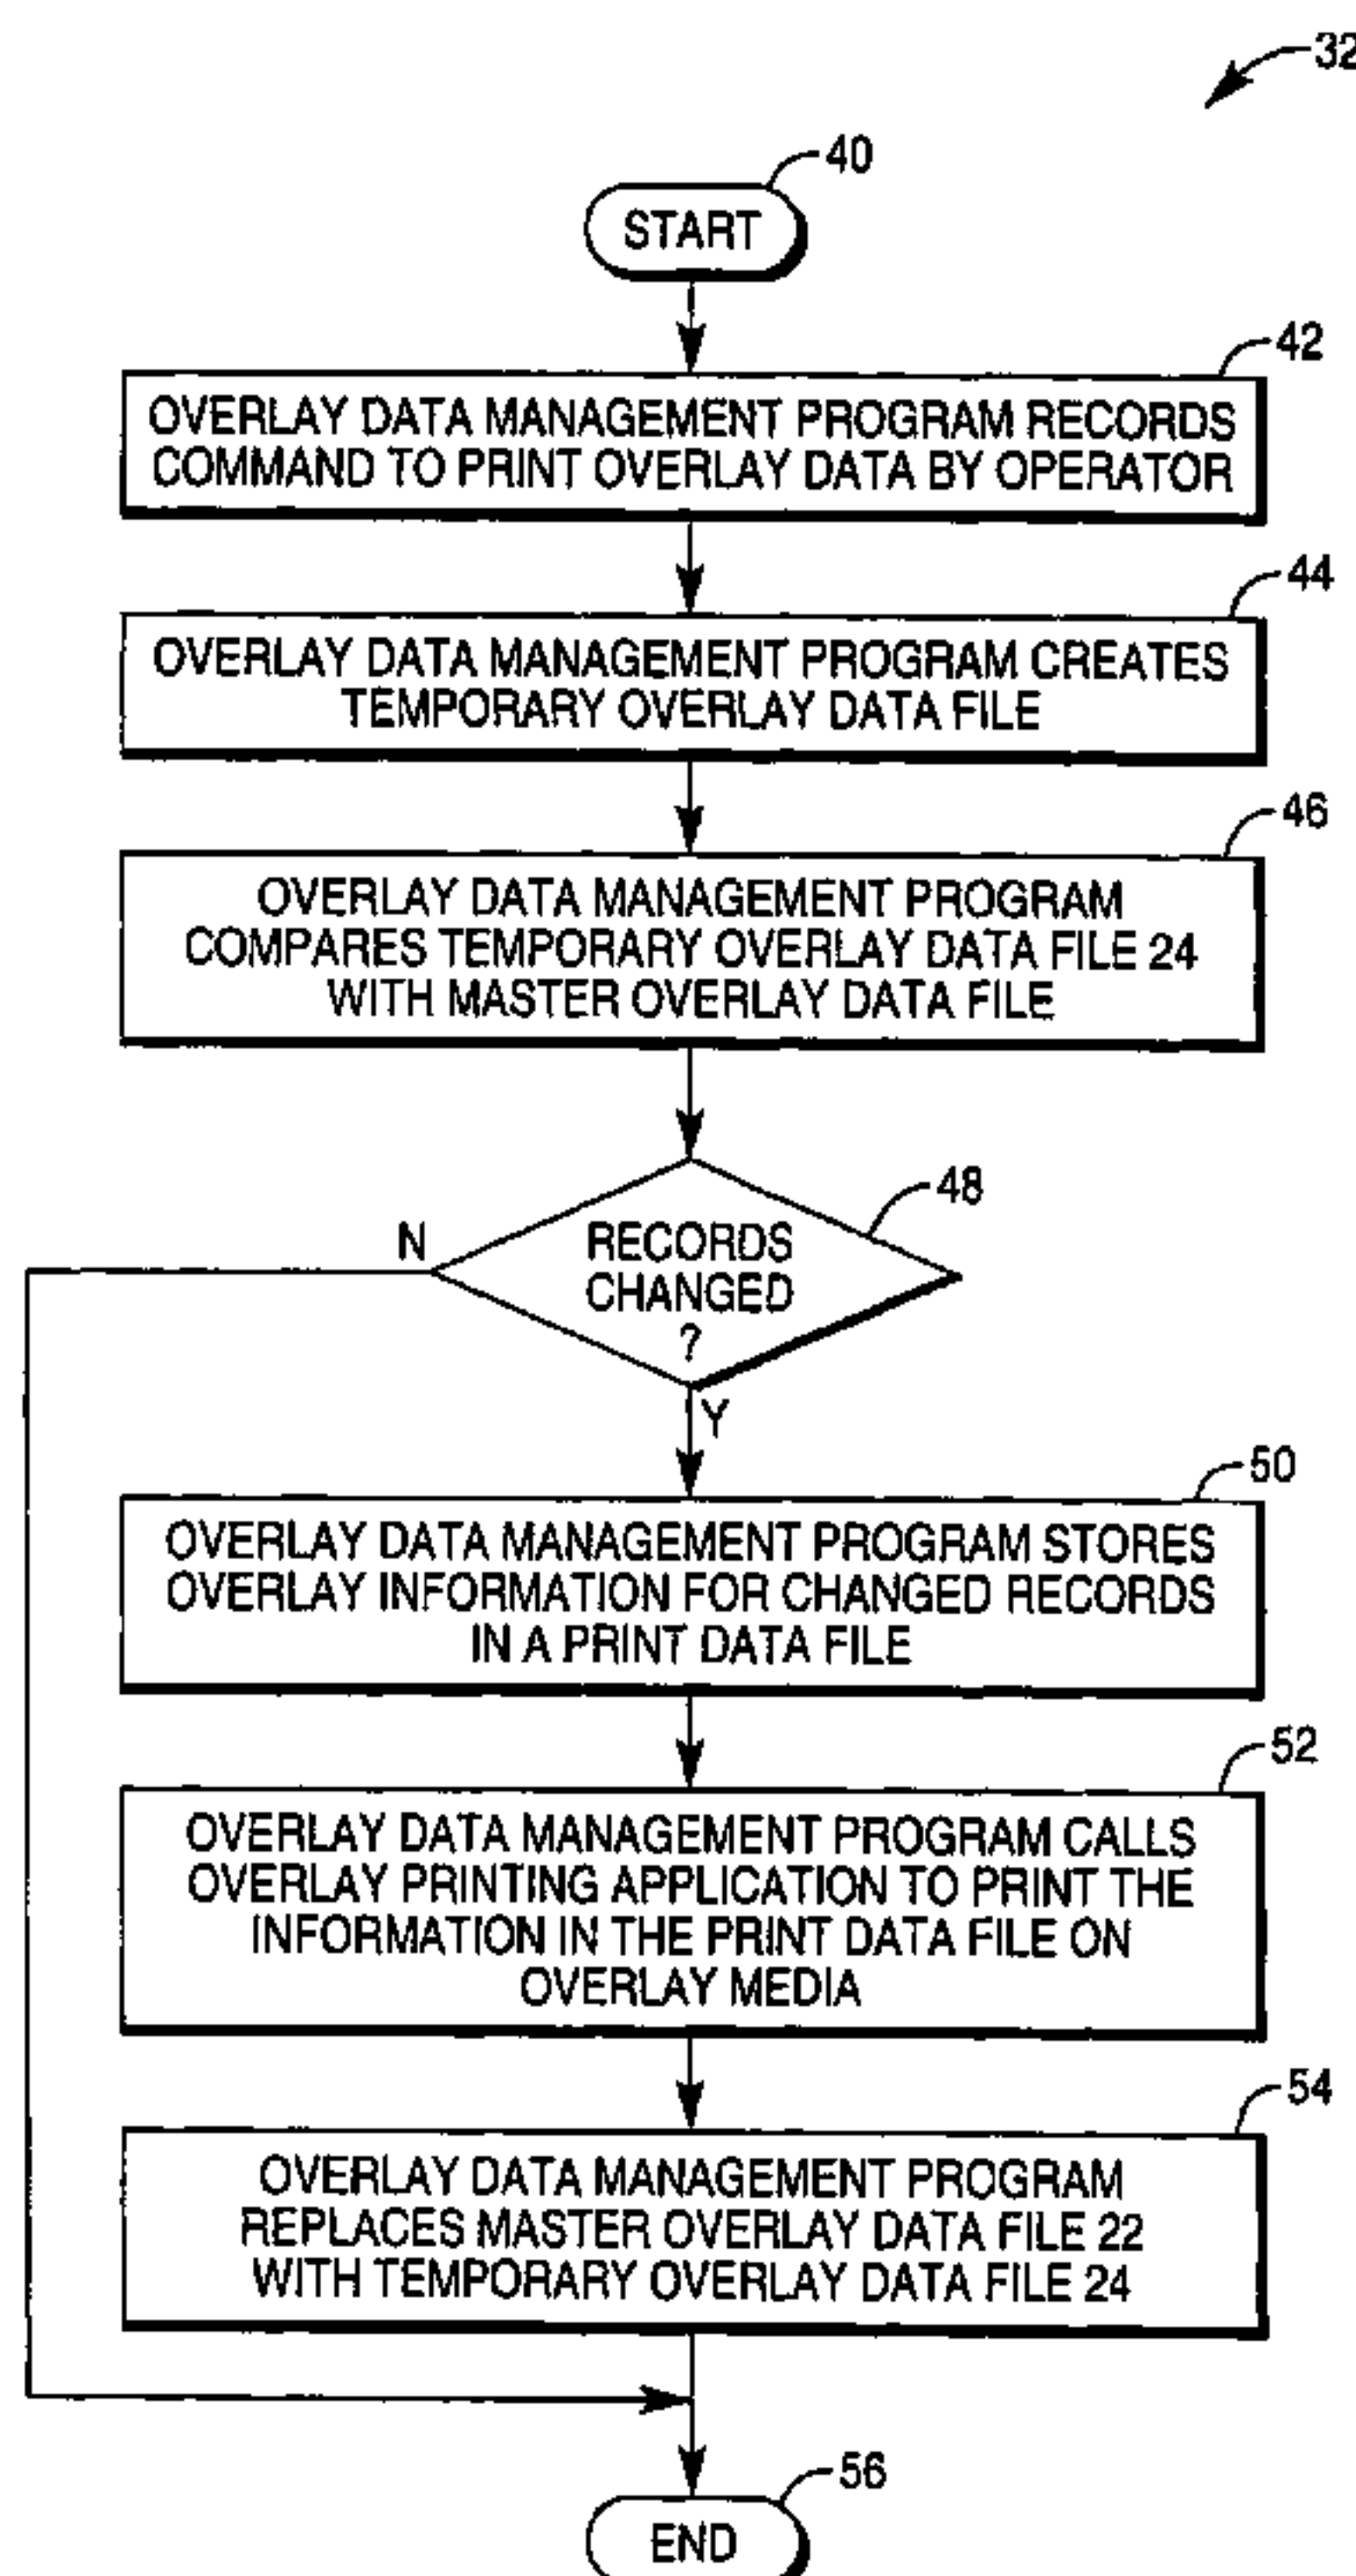 32
40
START
42
OVERLAY DATA MANAGEMENT PROGRAM RECORDS
COMMAND TO PRINT OVERLAY DATA BY OPERATOR
44
OVERLAY DATA MANAGEMENT PROGRAM CREATES
TEMPORARY OVERLAY DATA FILE
46
OVERLAY DATA MANAGEMENT PROGRAM
COMPARES TEMPORARY OVERLAY DATA FILE 24
WITH MASTER OVERLAY DATA FILE
48
N
RECORDS
CHANGED
?
Y
50
OVERLAY DATA MANAGEMENT PROGRAM STORES
OVERLAY INFORMATION FOR CHANGED RECORDS
IN A PRINT DATA FILE
52
OVERLAY DATA MANAGEMENT PROGRAM CALLS
OVERLAY PRINTING APPLICATION TO PRINT THE
INFORMATION IN THE PRINT DATA FILE ON
OVERLAY MEDIA
54
OVERLAY DATA MANAGEMENT PROGRAM
REPLACES MASTER OVERLAY DATA FILE 22
WITH TEMPORARY OVERLAY DATA FILE 24
56
END